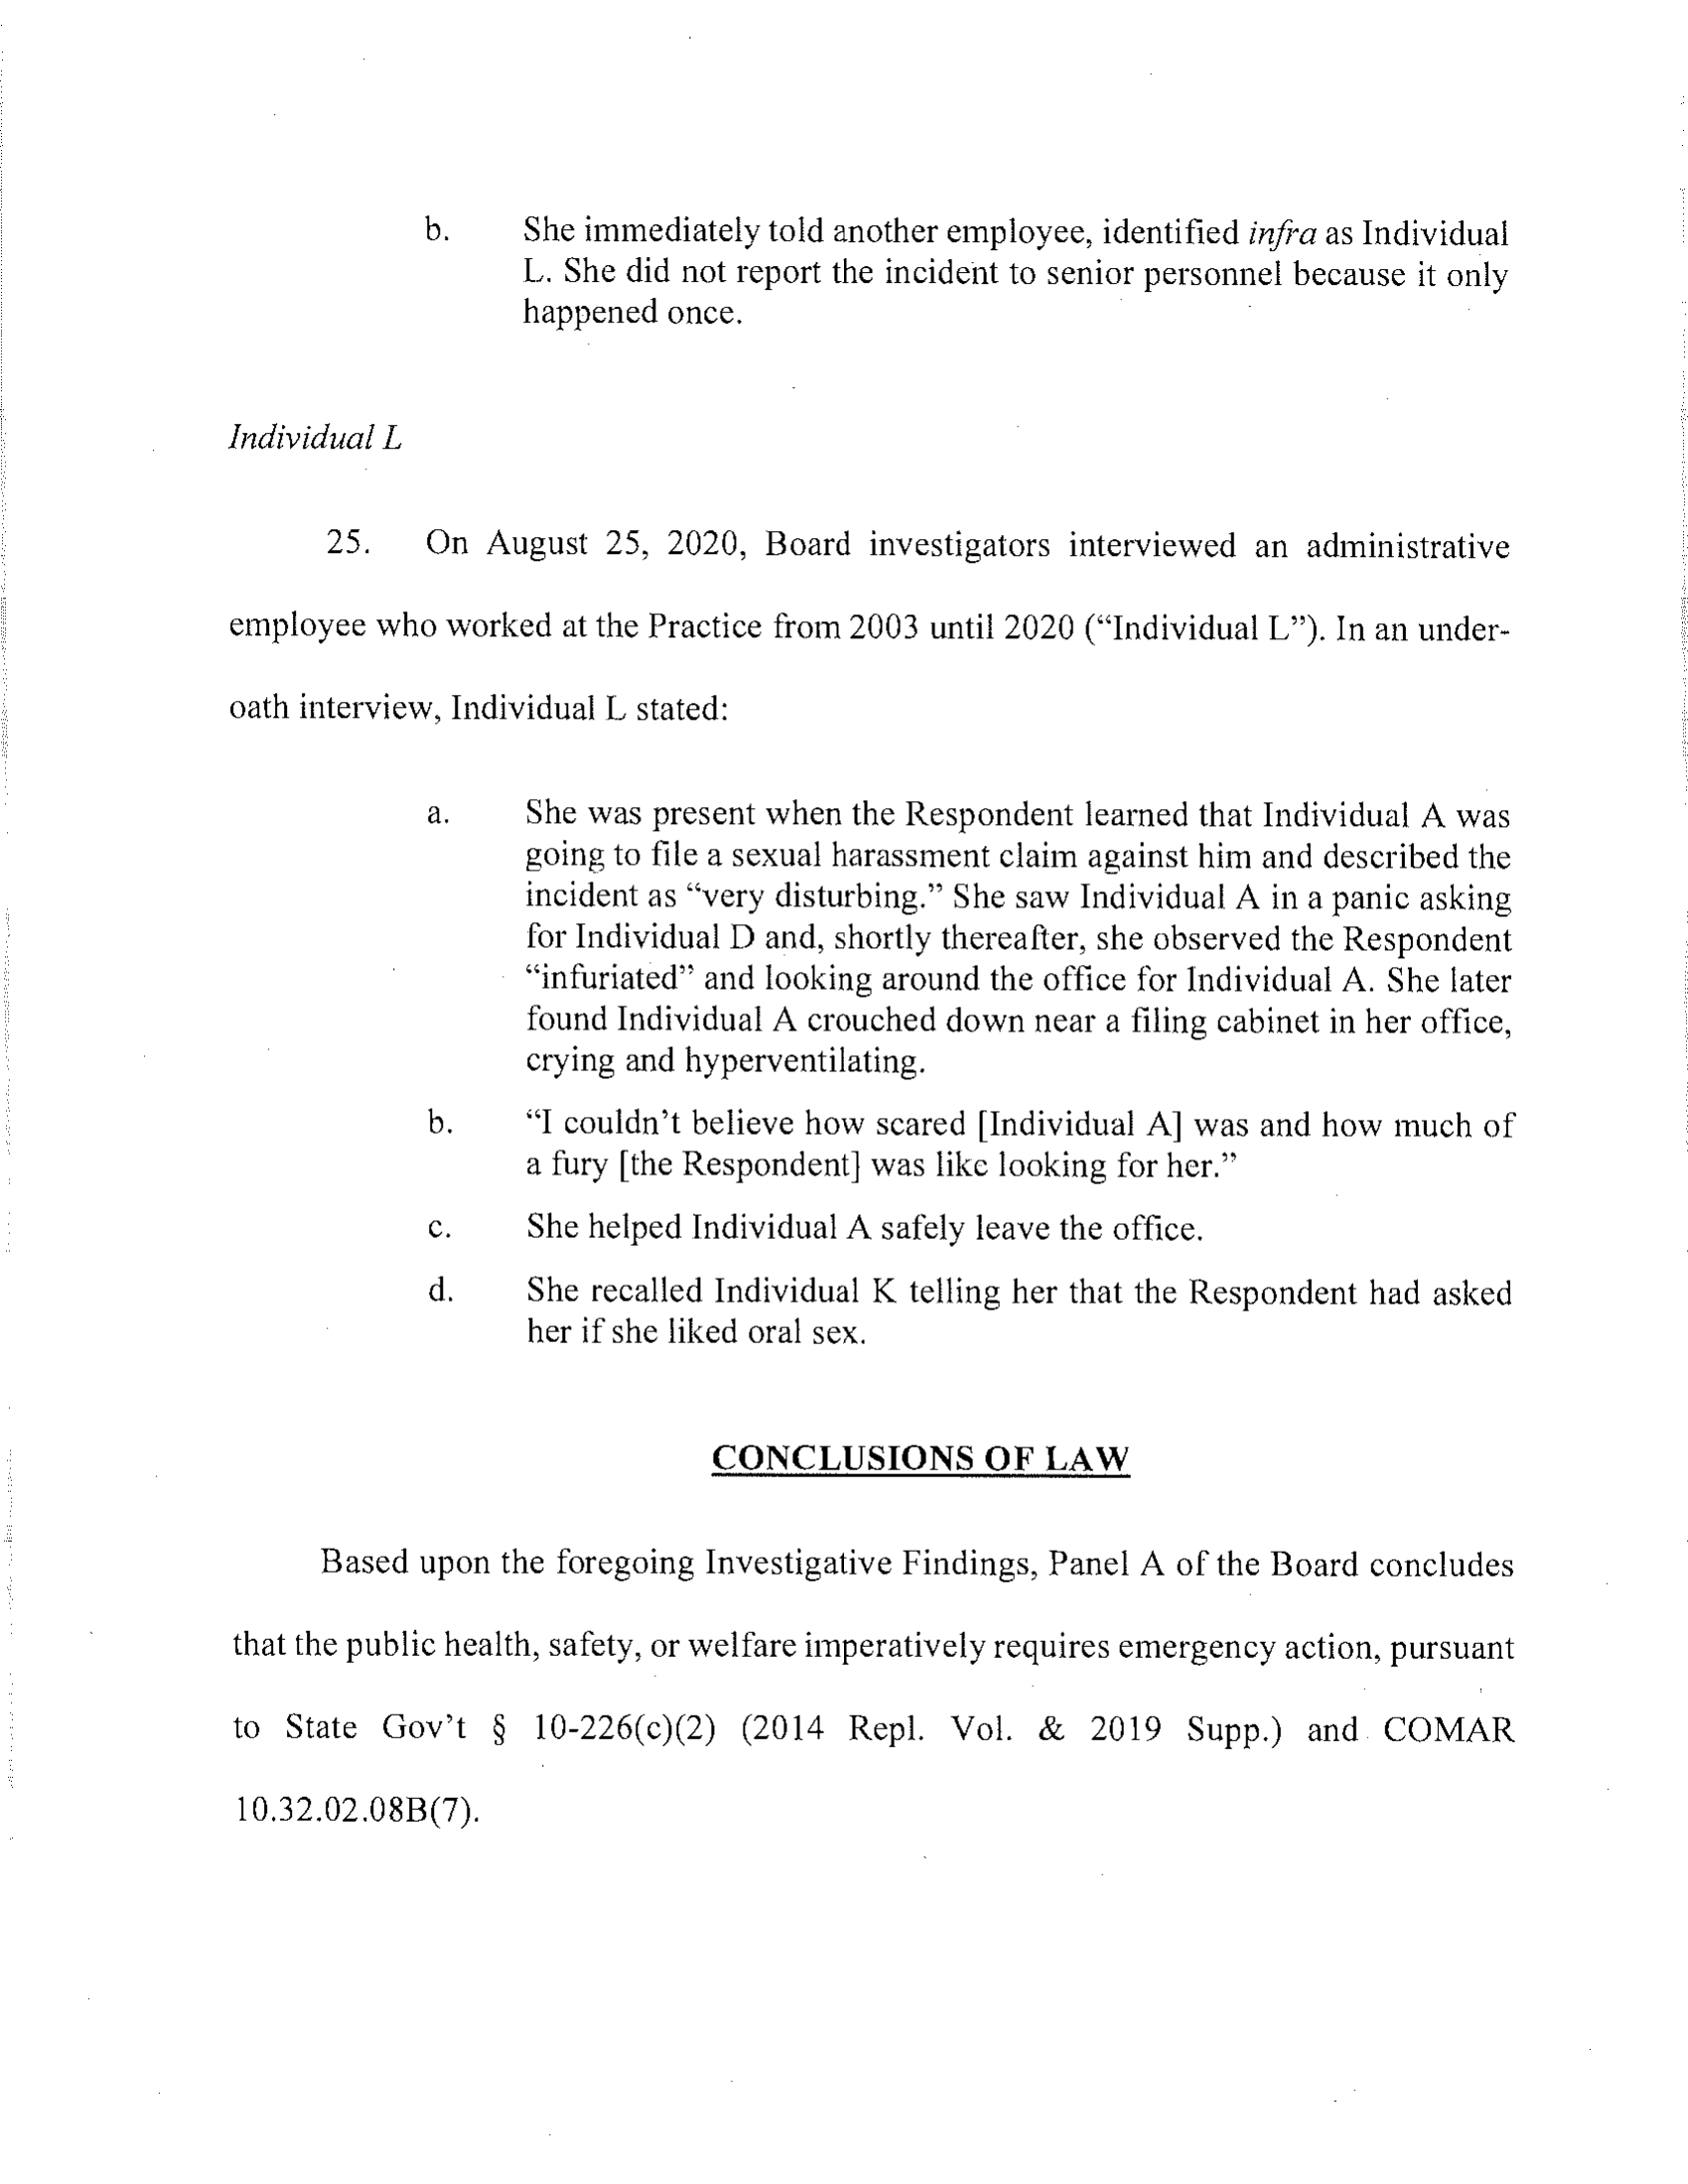 b. She immediately told another employee, identified infra as Individual
L. She did not report the incident to senior personnel because it only
happened once.
Individual L
25. On August 25, 2020, Board investigators interviewed an administrative
employee who worked at the Practice from 2003 until 2020 (“Individual L”). In an under-
oath interview, Individual L stated:
a. She was present when the Respondent learned that Individual A was
going to file a sexual harassment claim against him and described the
incident as “very disturbing.” She saw Individual A in a panic asking
for Individual D and, shortly thereafter, she observed the Respondent
“infuriated” and looking around the office for Individual A. She later
found Individual A crouched down near a filing cabinet in her office,
crying and hyperventilating.
b. “I couldn’t believe how scared [Individual A] was and how much of
a fury [the Respondent] was like looking for her.”
c. She helped Individual A safely leave the office.
d. She recalled Individual K telling her that the Respondent had asked
her if she liked oral sex.
CONCLUSIONS OF LAW
Based upon the foregoing Investigative Findings, Panel A of the Board concludes
that the public health, safety, or welfare imperatively requires emergency action, pursuant
to State Gov’t § 10-226(c)(2) (2014 Repl. Vol. & 2019 Supp.) and COMAR
10.32.02.08B(7).